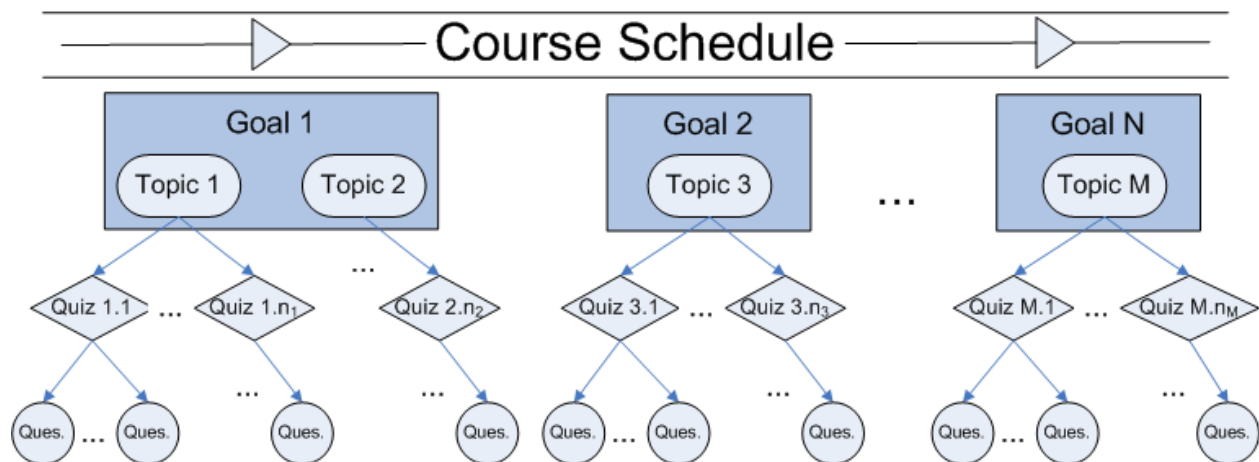 Course Schedule
Goal 1
Goal 2
Goal N
Topic 1
Topic 2
Topic 3
...
Topic M
...
Quiz 1.1
...
Quiz 1.n₁
Quiz 2.n₂
Quiz 3.1
...
Quiz 3.n₃
Quiz M.1
...
Quiz M.n_M
...
...
...
...
Ques.
...
Ques.
Ques.
Ques.
Ques.
...
Ques.
Ques.
Ques.
...
Ques.
Ques.